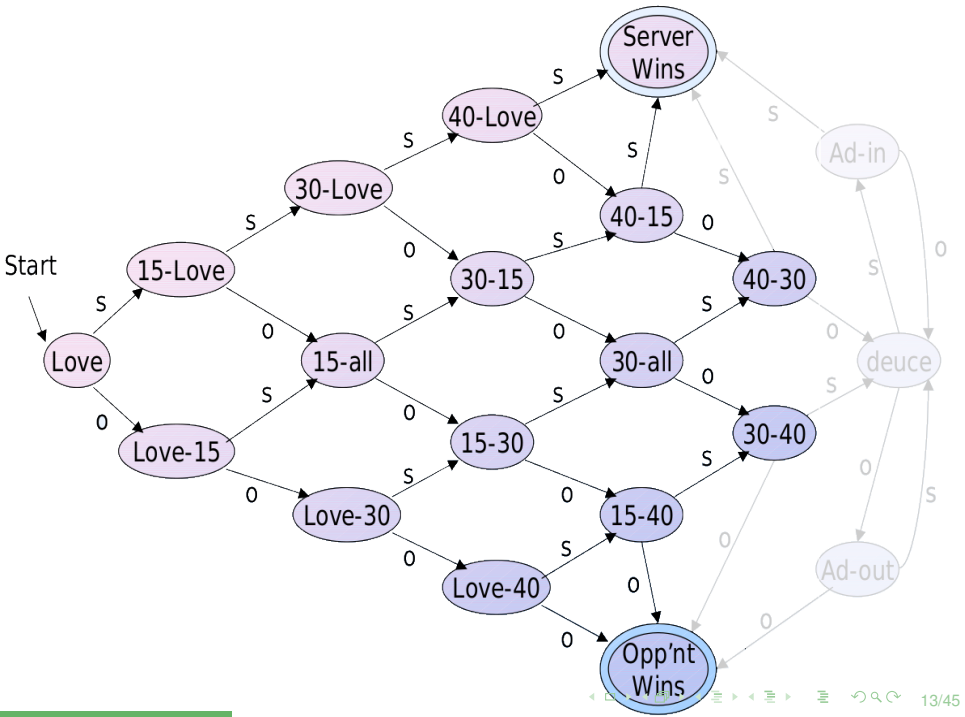 Server
Wins
s
40-Love
s
s
Ad-in
30-Love
o
s
s
s
40-15
o
o
Start
15-Love
o
s
30-15
40-30
s
s
o
s
s
o
o
o
Love
15-all
30-all
deuce
s
s
o
s
o
o
15-30
30-40
Love-15
s
o
s
o
o
s
Love-30
15-40
o
s
o
Ad-out
Love-40
o
o
o
Opp'nt
Wins
13/45